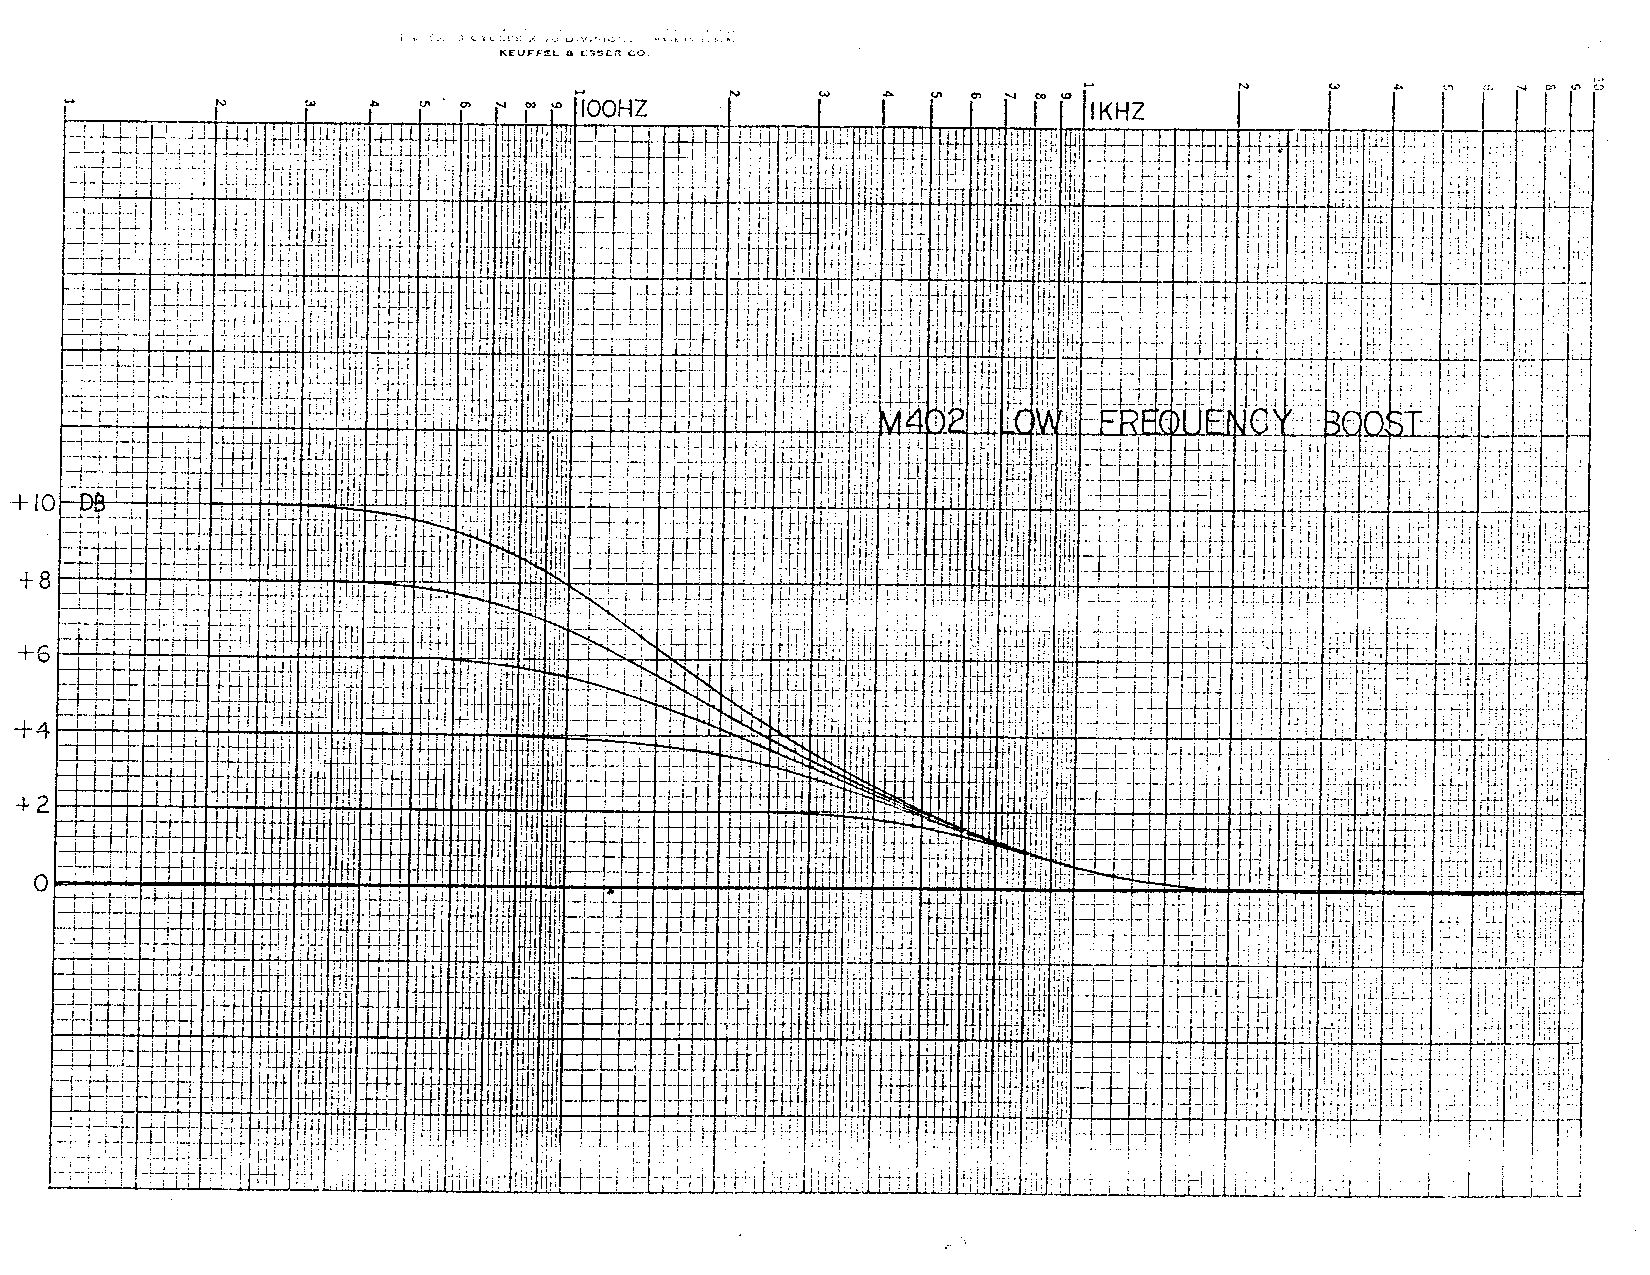 KEUFFEL & ESSER CO.
1 2 3 4 5 6 7 8 9 1 2 3 4 5 6 7 8 9 1 2 3 4 5 6 7 8 9 10
100HZ 1KHZ
M402 LOW FREQUENCY BOOST
+10 DB
+8
+6
+4
+2
0